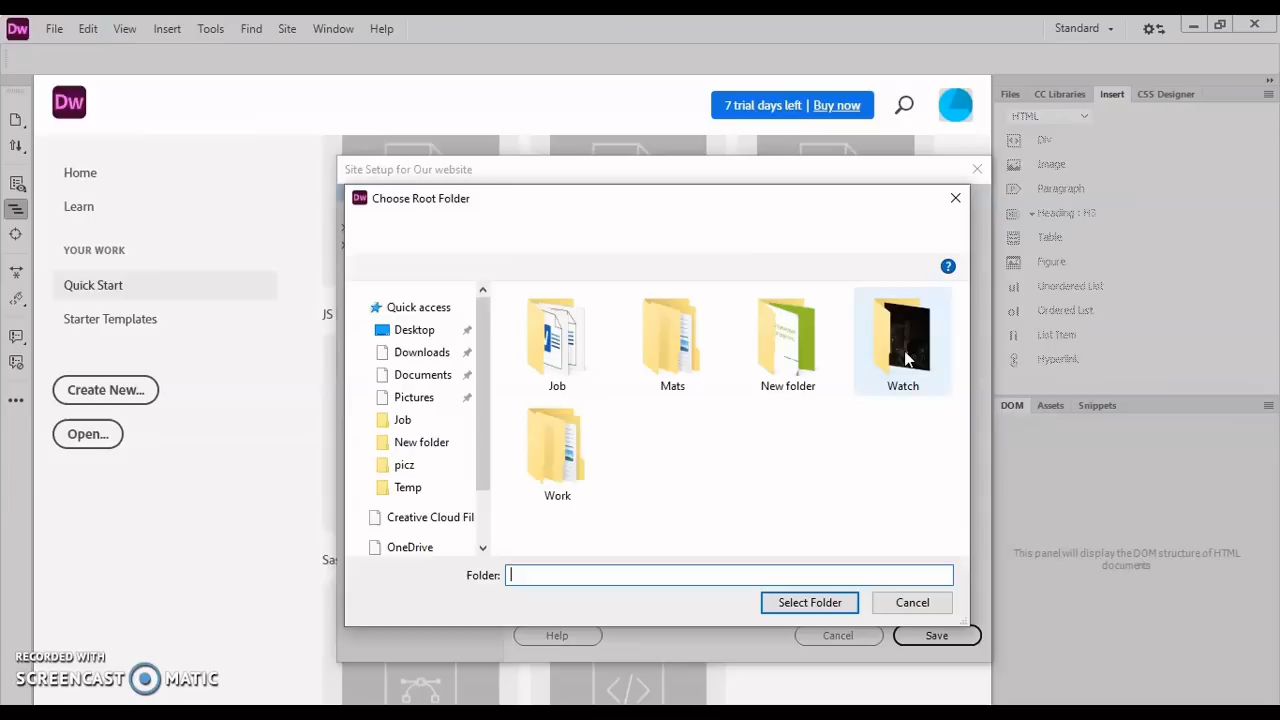 Dw File Edit View Insert Tools Find Site Window Help Standard
Dw 7 trial days left | Buy now
Files CC Libraries Insert CSS Designer
HTML
Div
Image
Paragraph
Heading : H3
Table
Figure
Unordered List
Ordered List
List Item
Hyperlink
DOM Assets Snippets
This panel will display the DOM structure of HTML
documents
Home
Learn
YOUR WORK
Quick Start
Starter Templates
Create New...
Open...
JS
Sas
Site Setup for Our website
Dw Choose Root Folder
?
Quick access
Desktop
Downloads
Documents
Pictures
Job
New folder
picz
Temp
Creative Cloud Fil
OneDrive
Job Mats New folder Watch
Work
Folder:
Select Folder Cancel
Help Cancel Save
RECORDED WITH
SCREENCAST MATIC